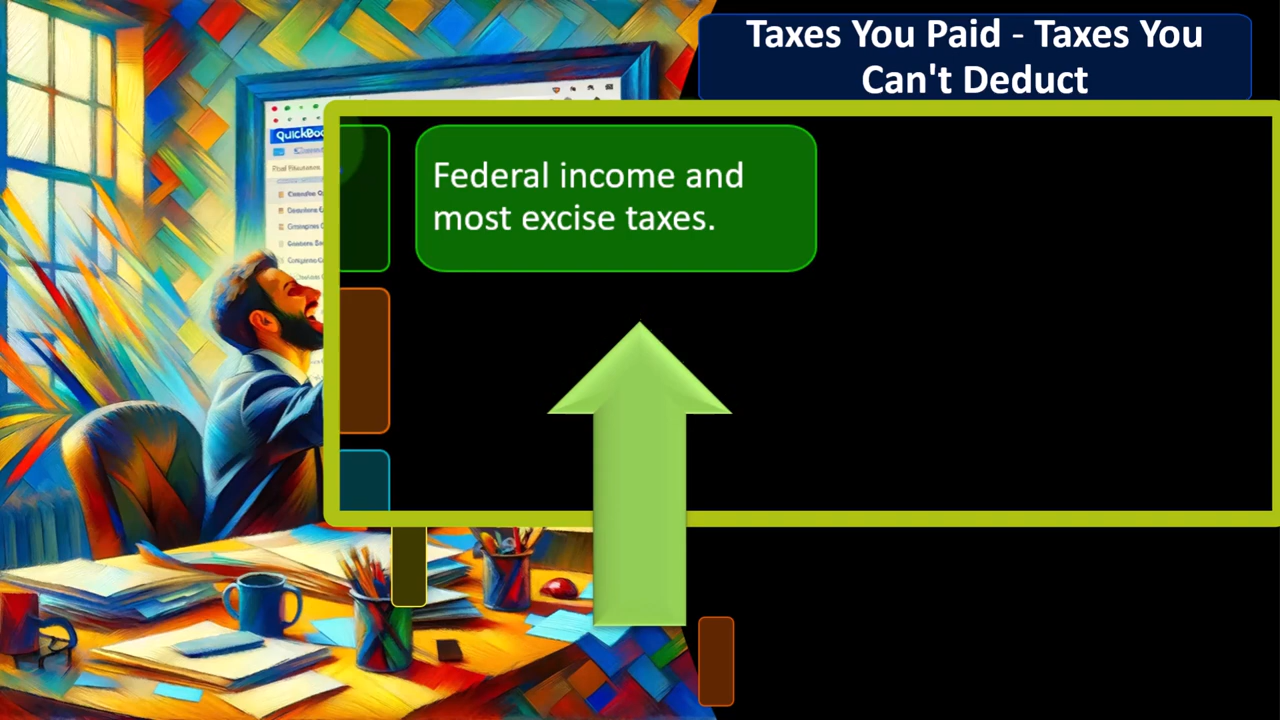 Taxes You Paid - Taxes You
Can't Deduct
Federal income and
most excise taxes.